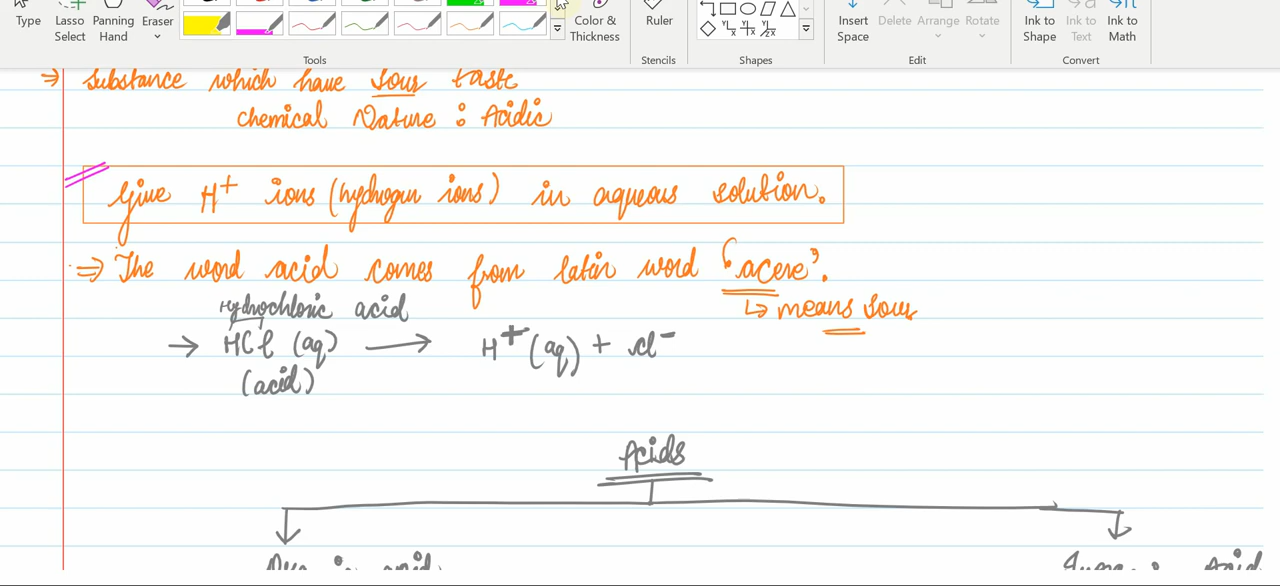 Type Lasso Select Panning Hand Eraser Color & Thickness Ruler Insert Space Delete Arrange Rotate Ink to Shape Ink to Text Ink to Math
Tools Stencils Shapes Edit Convert
⇒ Substance which have sour taste
chemical Nature : Acidic
Give H+ ions (hydrogen ions) in aqueous solution.
⇒ The word acid comes from latin word 'acere'.
↳ means sour
Hydrochloric acid
→ HCl (aq) → H+ (aq) + Cl-
(acid)
Acids
acid Acid